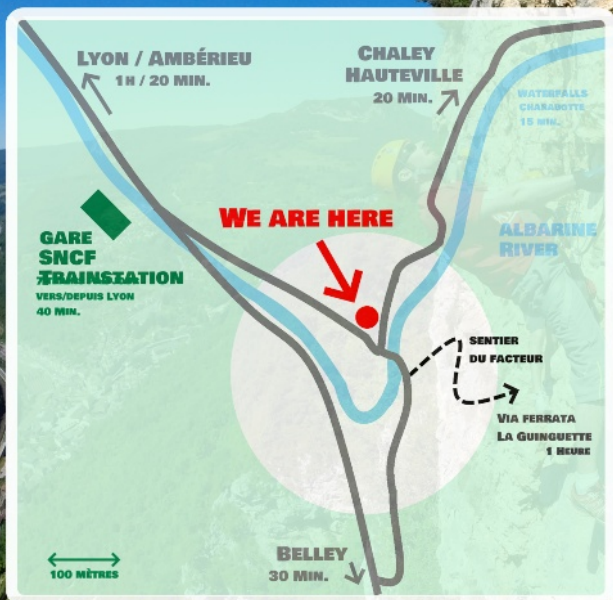 LYON / AMBÉRIEU
1H / 20 MIN.
CHALEY
HAUTEVILLE
20 MIN.
WATERFALLS
CHARABOTTE
15 MIN.
WE ARE HERE
GARE
SNCF
TRAINSTATION
VERS/DEPUIS LYON
40 MIN.
ALBARINE
RIVER
SENTIER
DU FACTEUR
VIA FERRATA
LA GUINGUETTE
1 HEURE
BELLEY
30 MIN.
100 MÈTRES